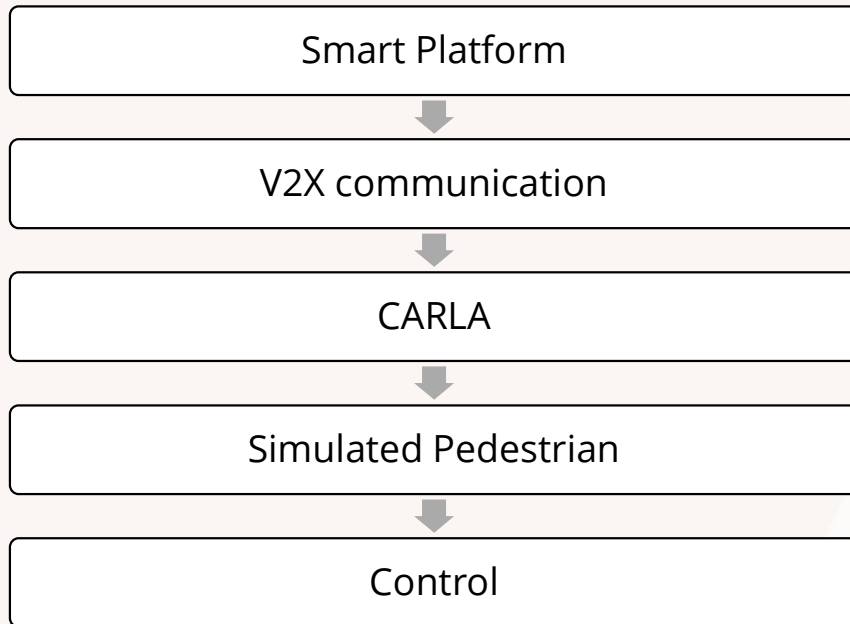 Smart Platform
V2X communication
CARLA
Simulated Pedestrian
Control